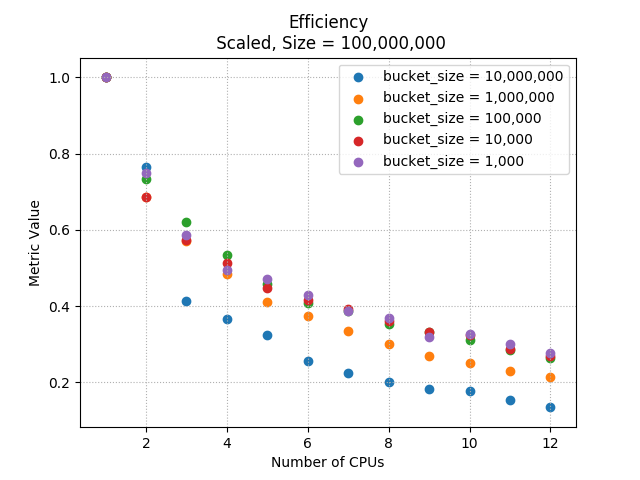 Efficiency
Scaled, Size = 100,000,000
bucket_size = 10,000,000
bucket_size = 1,000,000
bucket_size = 100,000
bucket_size = 10,000
bucket_size = 1,000
Metric Value
1.0
0.8
0.6
0.4
0.2
2 4 6 8 10 12
Number of CPUs